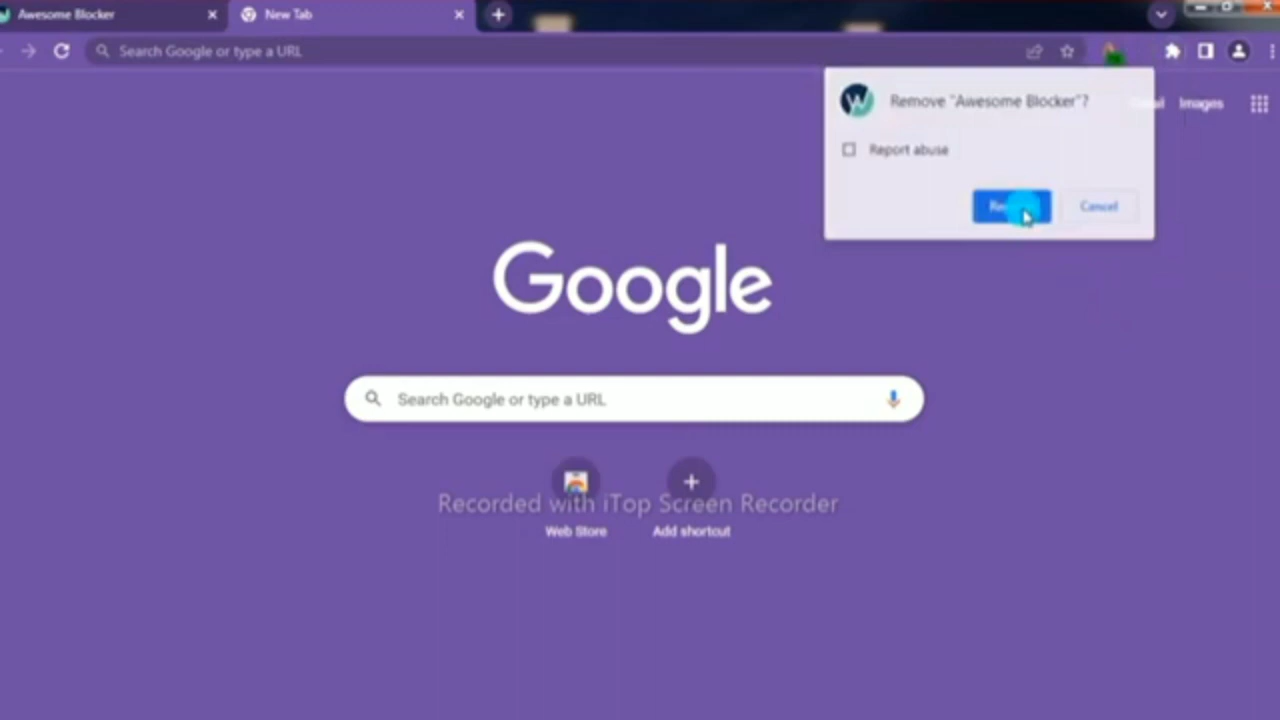 Awesome Blocker
New Tab
Search Google or type a URL
Remove "Awesome Blocker"?
Images
Report abuse
Cancel
Google
Search Google or type a URL
Recorded with iTop Screen Recorder
Web Store
Add shortcut